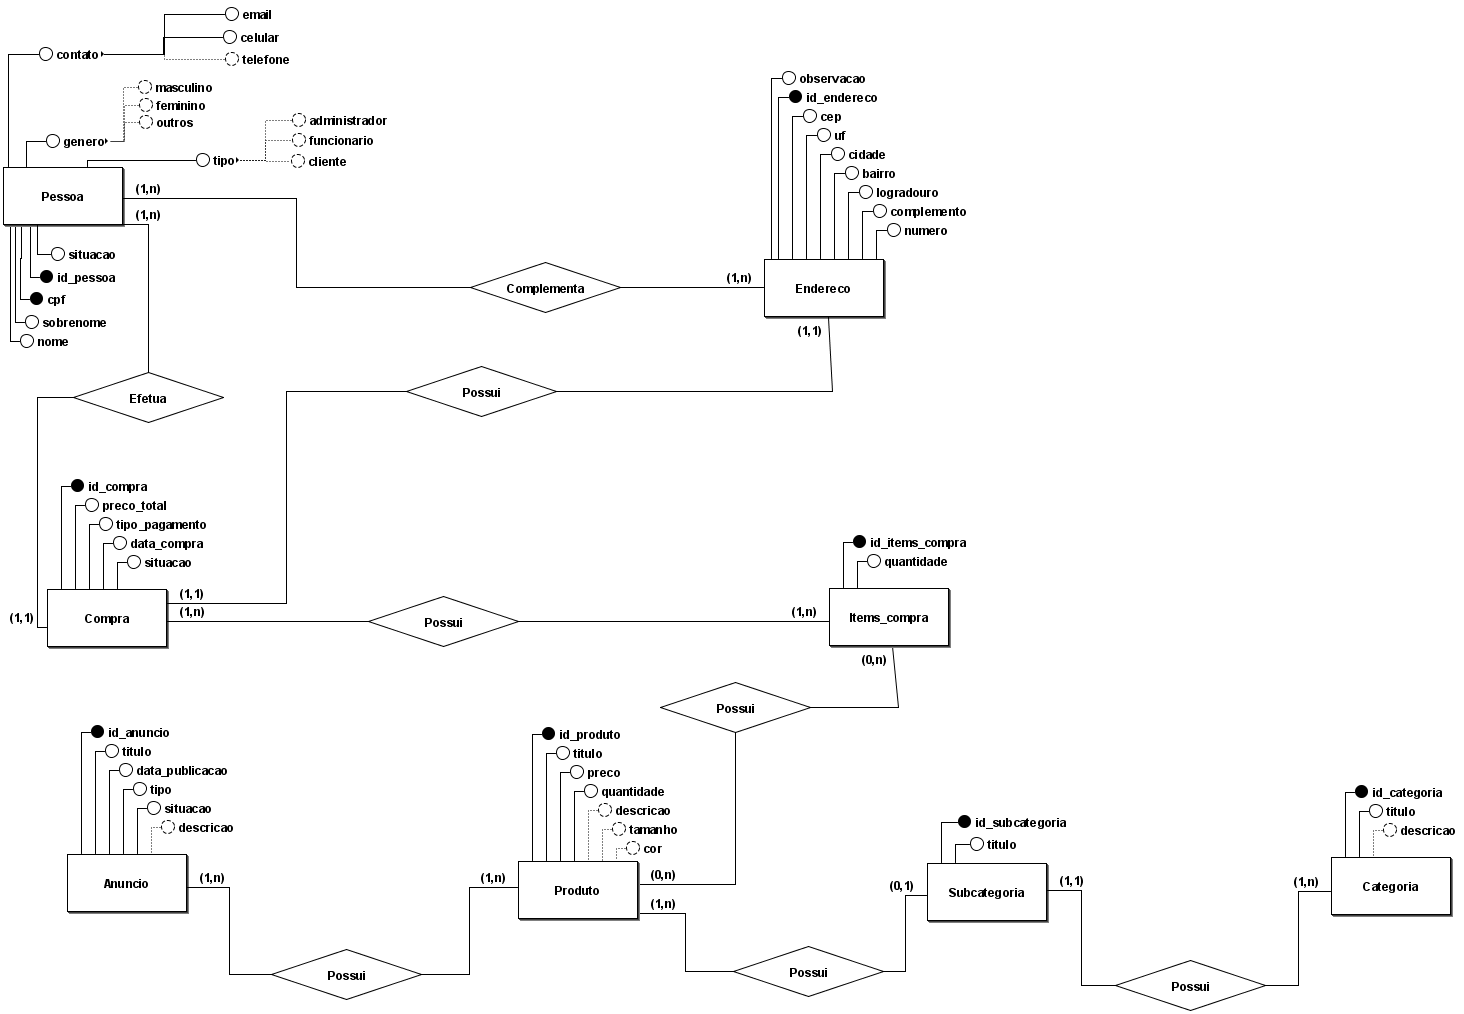 email
contato
celular
telefone
masculino
feminino
outros
genero
administrador
funcionario
tipo
cliente
Pessoa
(1,n)
(1,n)
situacao
id_pessoa
cpf
sobrenome
nome
observacao
id_endereco
cep
uf
cidade
bairro
logradouro
complemento
numero
Complementa
(1,n)
Endereco
(1,1)
Efetua
Possui
id_compra
preco_total
tipo_pagamento
data_compra
situacao
(1,1)
Compra
(1,1)
(1,n)
Possui
(1,n)
id_items_compra
quantidade
Items_compra
(0,n)
Possui
id_anuncio
titulo
data_publicacao
tipo
situacao
descricao
Anuncio
(1,n)
Possui
(1,n)
id_produto
titulo
preco
quantidade
descricao
tamanho
cor
Produto
(0,n)
(1,n)
Possui
(0,1)
id_subcategoria
titulo
Subcategoria
(1,1)
Possui
(1,n)
id_categoria
titulo
descricao
Categoria